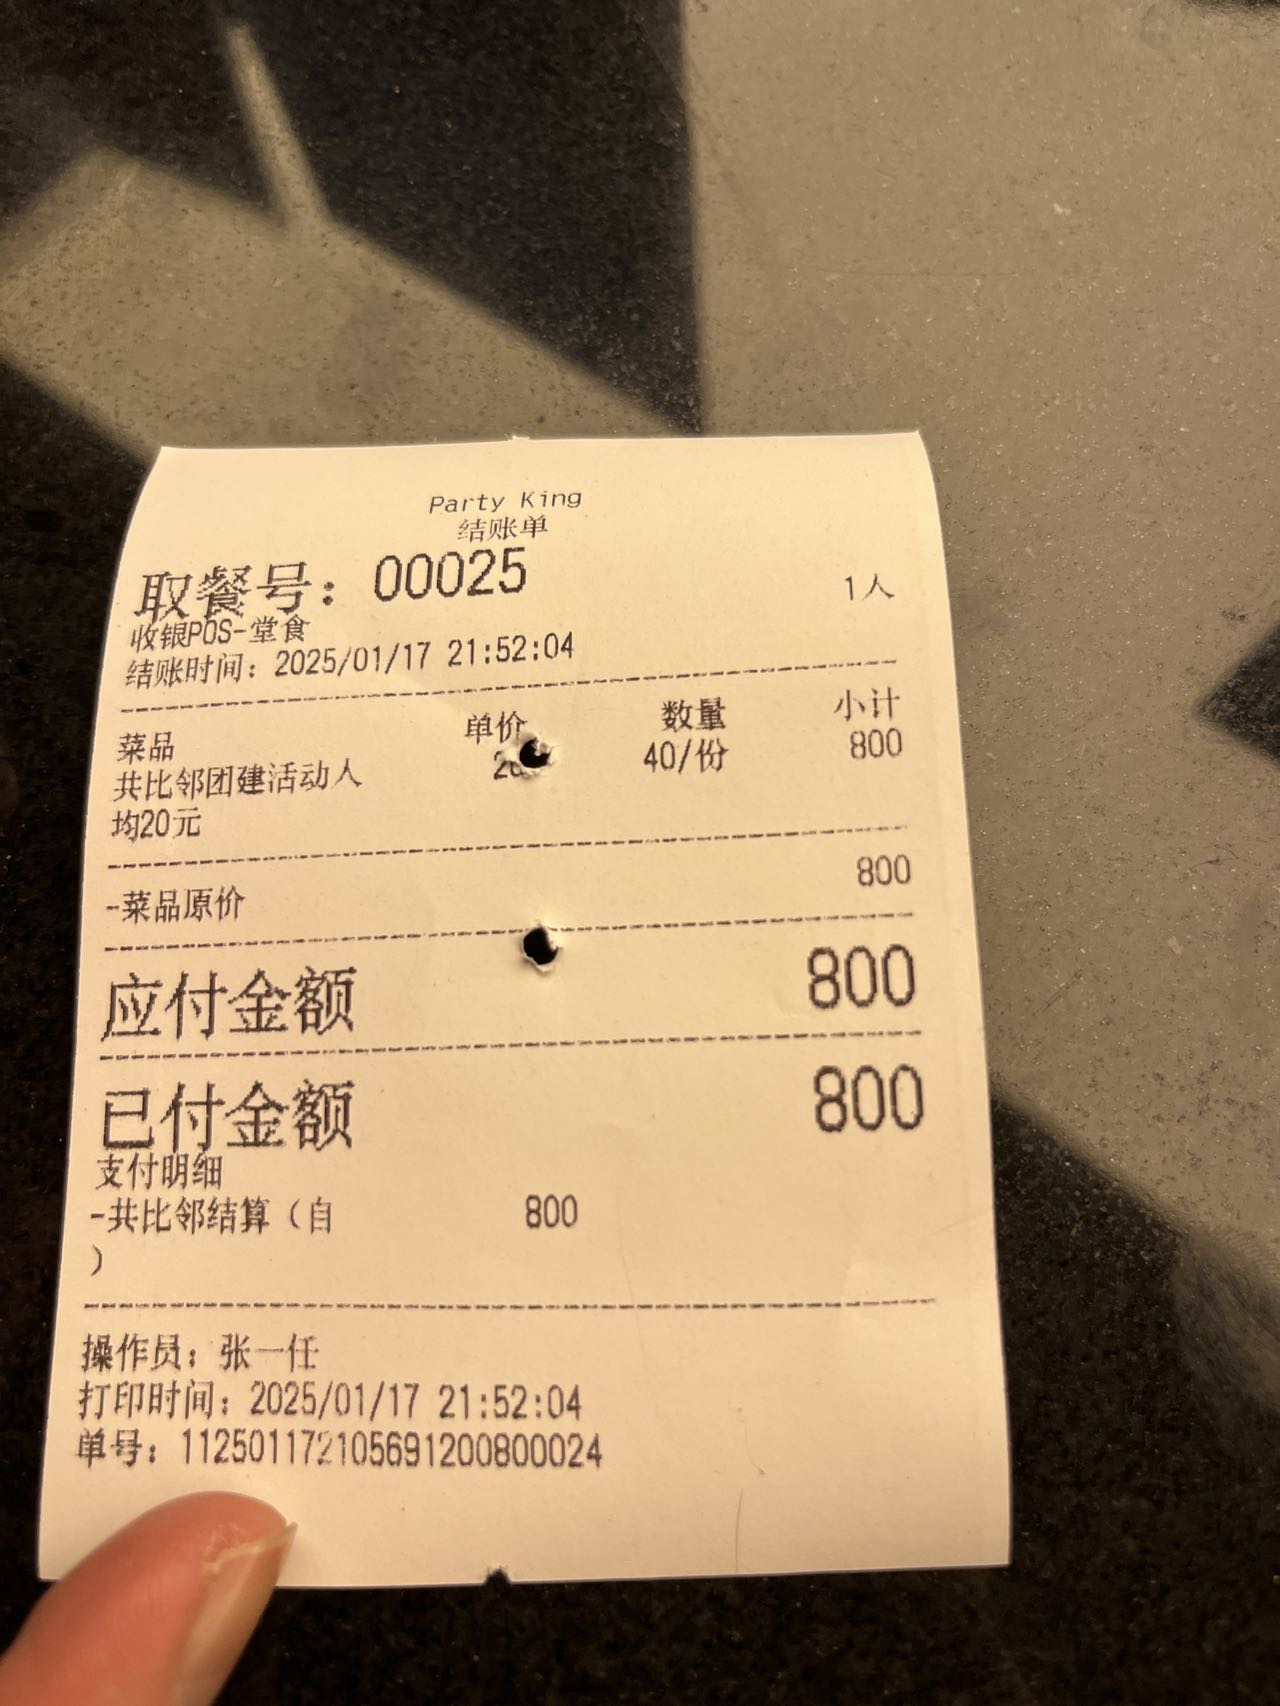 Party King
结账单
取餐号：00025 1人
收银POS-堂食
结账时间：2025/01/17 21:52:04
菜品 单价 数量 小计
共比邻团建活动人 40/份 800
均20元
-菜品原价 800
应付金额 800
已付金额 800
支付明细
-共比邻结算（自 800
）
操作员：张一任
打印时间：2025/01/17 21:52:04
单号：11250117210569​1200800024